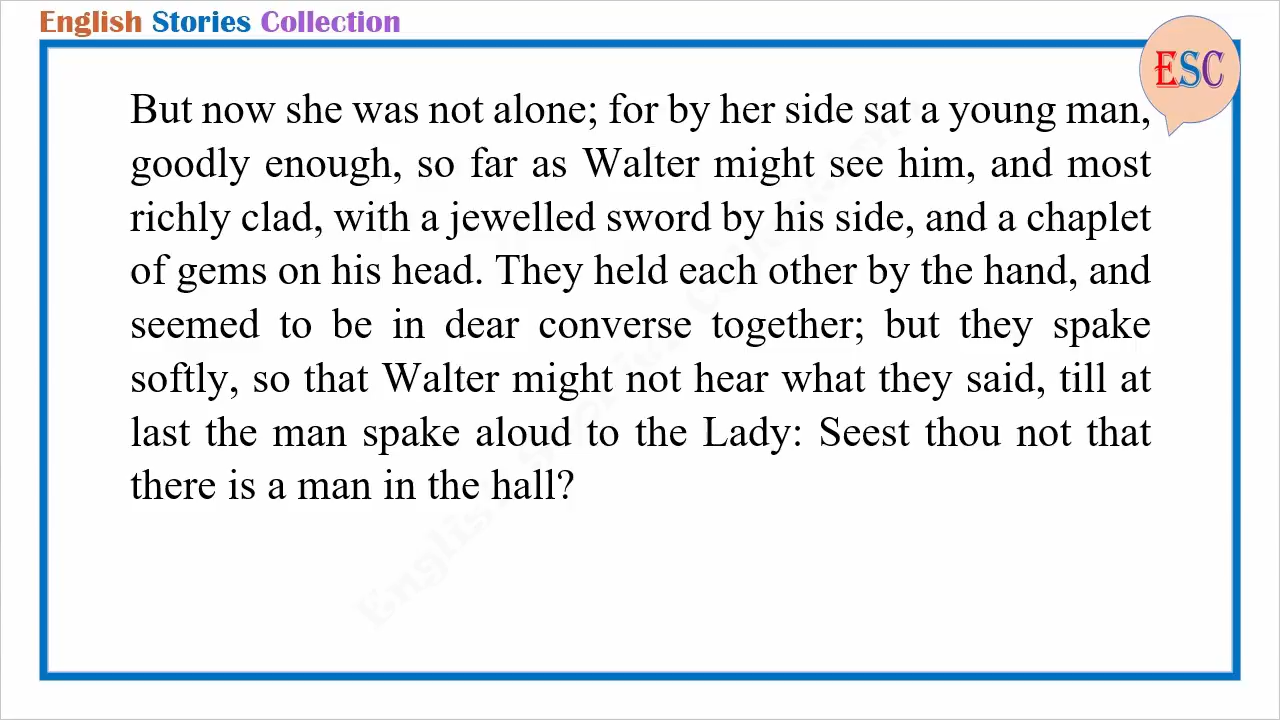 English Stories Collection
ESC
But now she was not alone; for by her side sat a young man,
goodly enough, so far as Walter might see him, and most
richly clad, with a jewelled sword by his side, and a chaplet
of gems on his head. They held each other by the hand, and
seemed to be in dear converse together; but they spake
softly, so that Walter might not hear what they said, till at
last the man spake aloud to the Lady: Seest thou not that
there is a man in the hall?